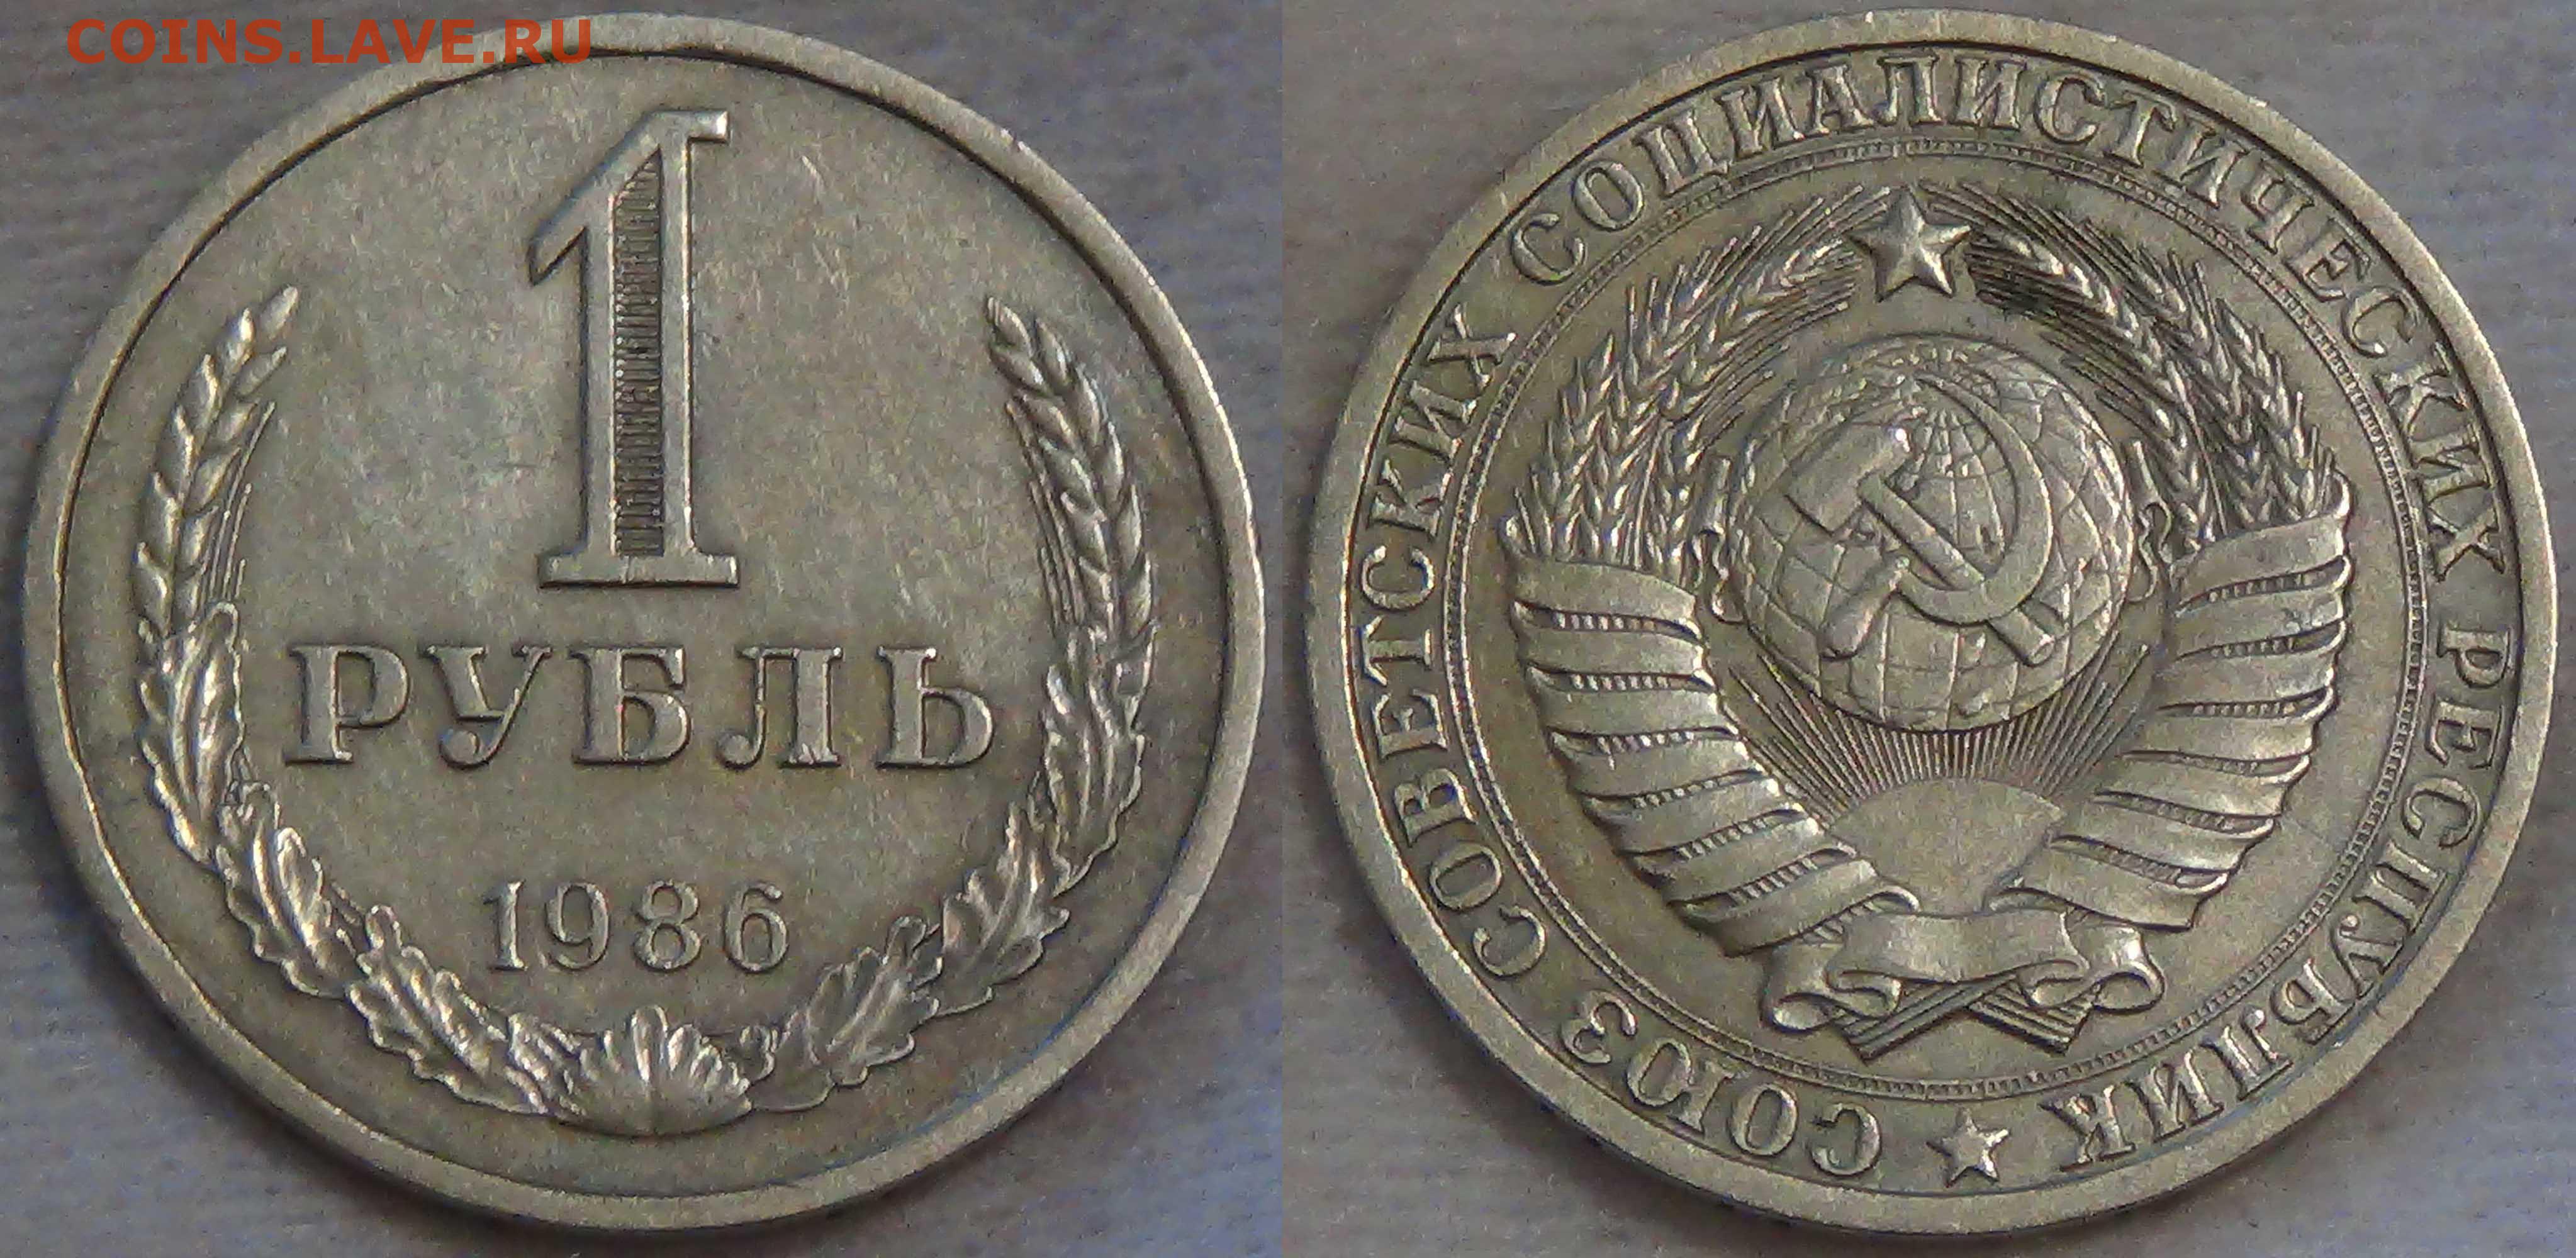 COINS.LAVE.RU
1
РУБЛЬ
1986
СОЮЗ СОВЕТСКИХ СОЦИАЛИСТИЧЕСКИХ РЕСПУБЛИК